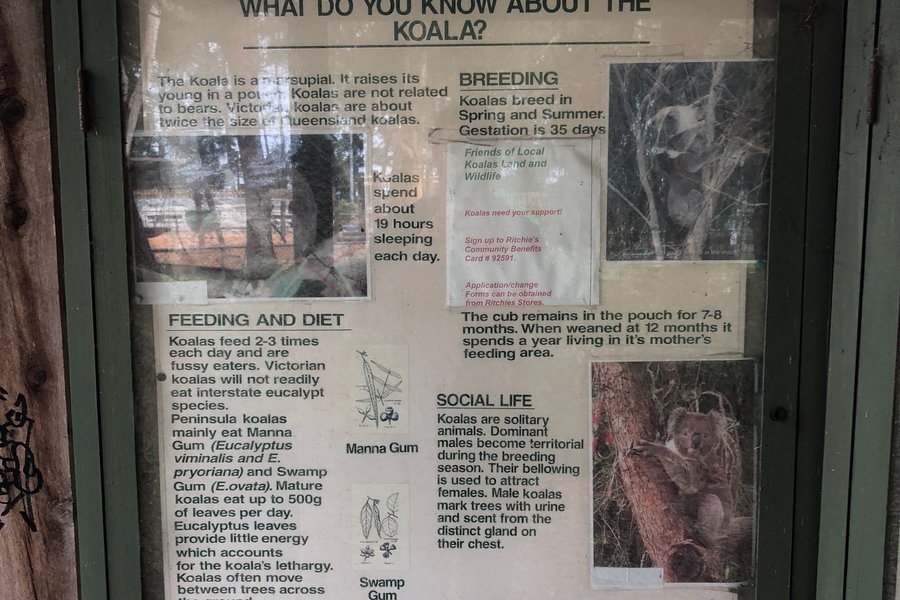 WHAT DO YOU KNOW ABOUT THE
KOALA?
The Koala is a marsupial. It raises its
young in a pouch. Koalas are not related
to bears. Victorian koalas are about
twice the size of Queensland koalas.
Koalas
spend
about
19 hours
sleeping
each day.
BREEDING
Koalas breed in
Spring and Summer.
Gestation is 35 days
Friends of Local
Koalas Land and
Wildlife
Koalas need your support!
Sign up to Ritchie's
Community Benefits
Card # 92591.
Application/change
Forms can be obtained
from Ritchies Stores.
The cub remains in the pouch for 7-8
months. When weaned at 12 months it
spends a year living in it's mother's
feeding area.
FEEDING AND DIET
Koalas feed 2-3 times
each day and are
fussy eaters. Victorian
koalas will not readily
eat interstate eucalypt
species.
Peninsula koalas
mainly eat Manna
Gum (Eucalyptus
viminalis and E.
pryoriana) and Swamp
Gum (E.ovata). Mature
koalas eat up to 500g
of leaves per day.
Eucalyptus leaves
provide little energy
which accounts
for the koala's lethargy.
Koalas often move
between trees across
Manna Gum
Swamp
Gum
SOCIAL LIFE
Koalas are solitary
animals. Dominant
males become territorial
during the breeding
season. Their bellowing
is used to attract
females. Male koalas
mark trees with urine
and scent from the
distinct gland on
their chest.